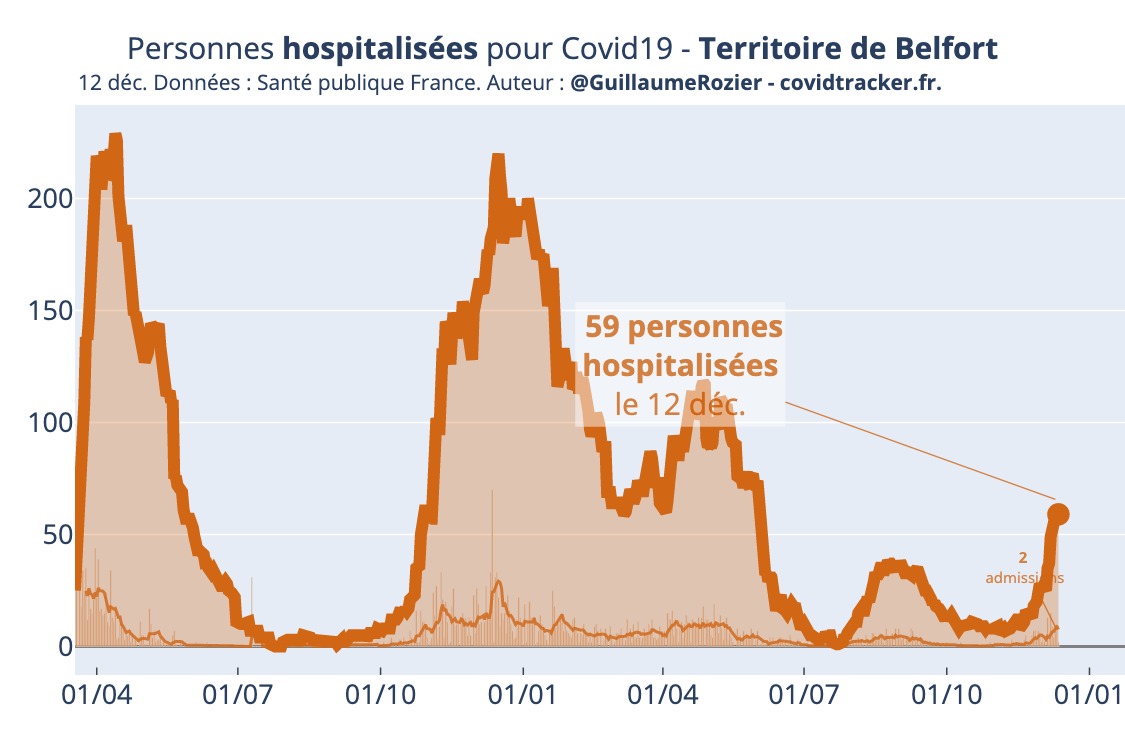 Personnes hospitalisées pour Covid19 - Territoire de Belfort
12 déc. Données : Santé publique France. Auteur : @GuillaumeRozier - covidtracker.fr.
200
150
100
50
0
59 personnes
hospitalisées
le 12 déc.
2
admissions
01/04 01/07 01/10 01/01 01/04 01/07 01/10 01/01